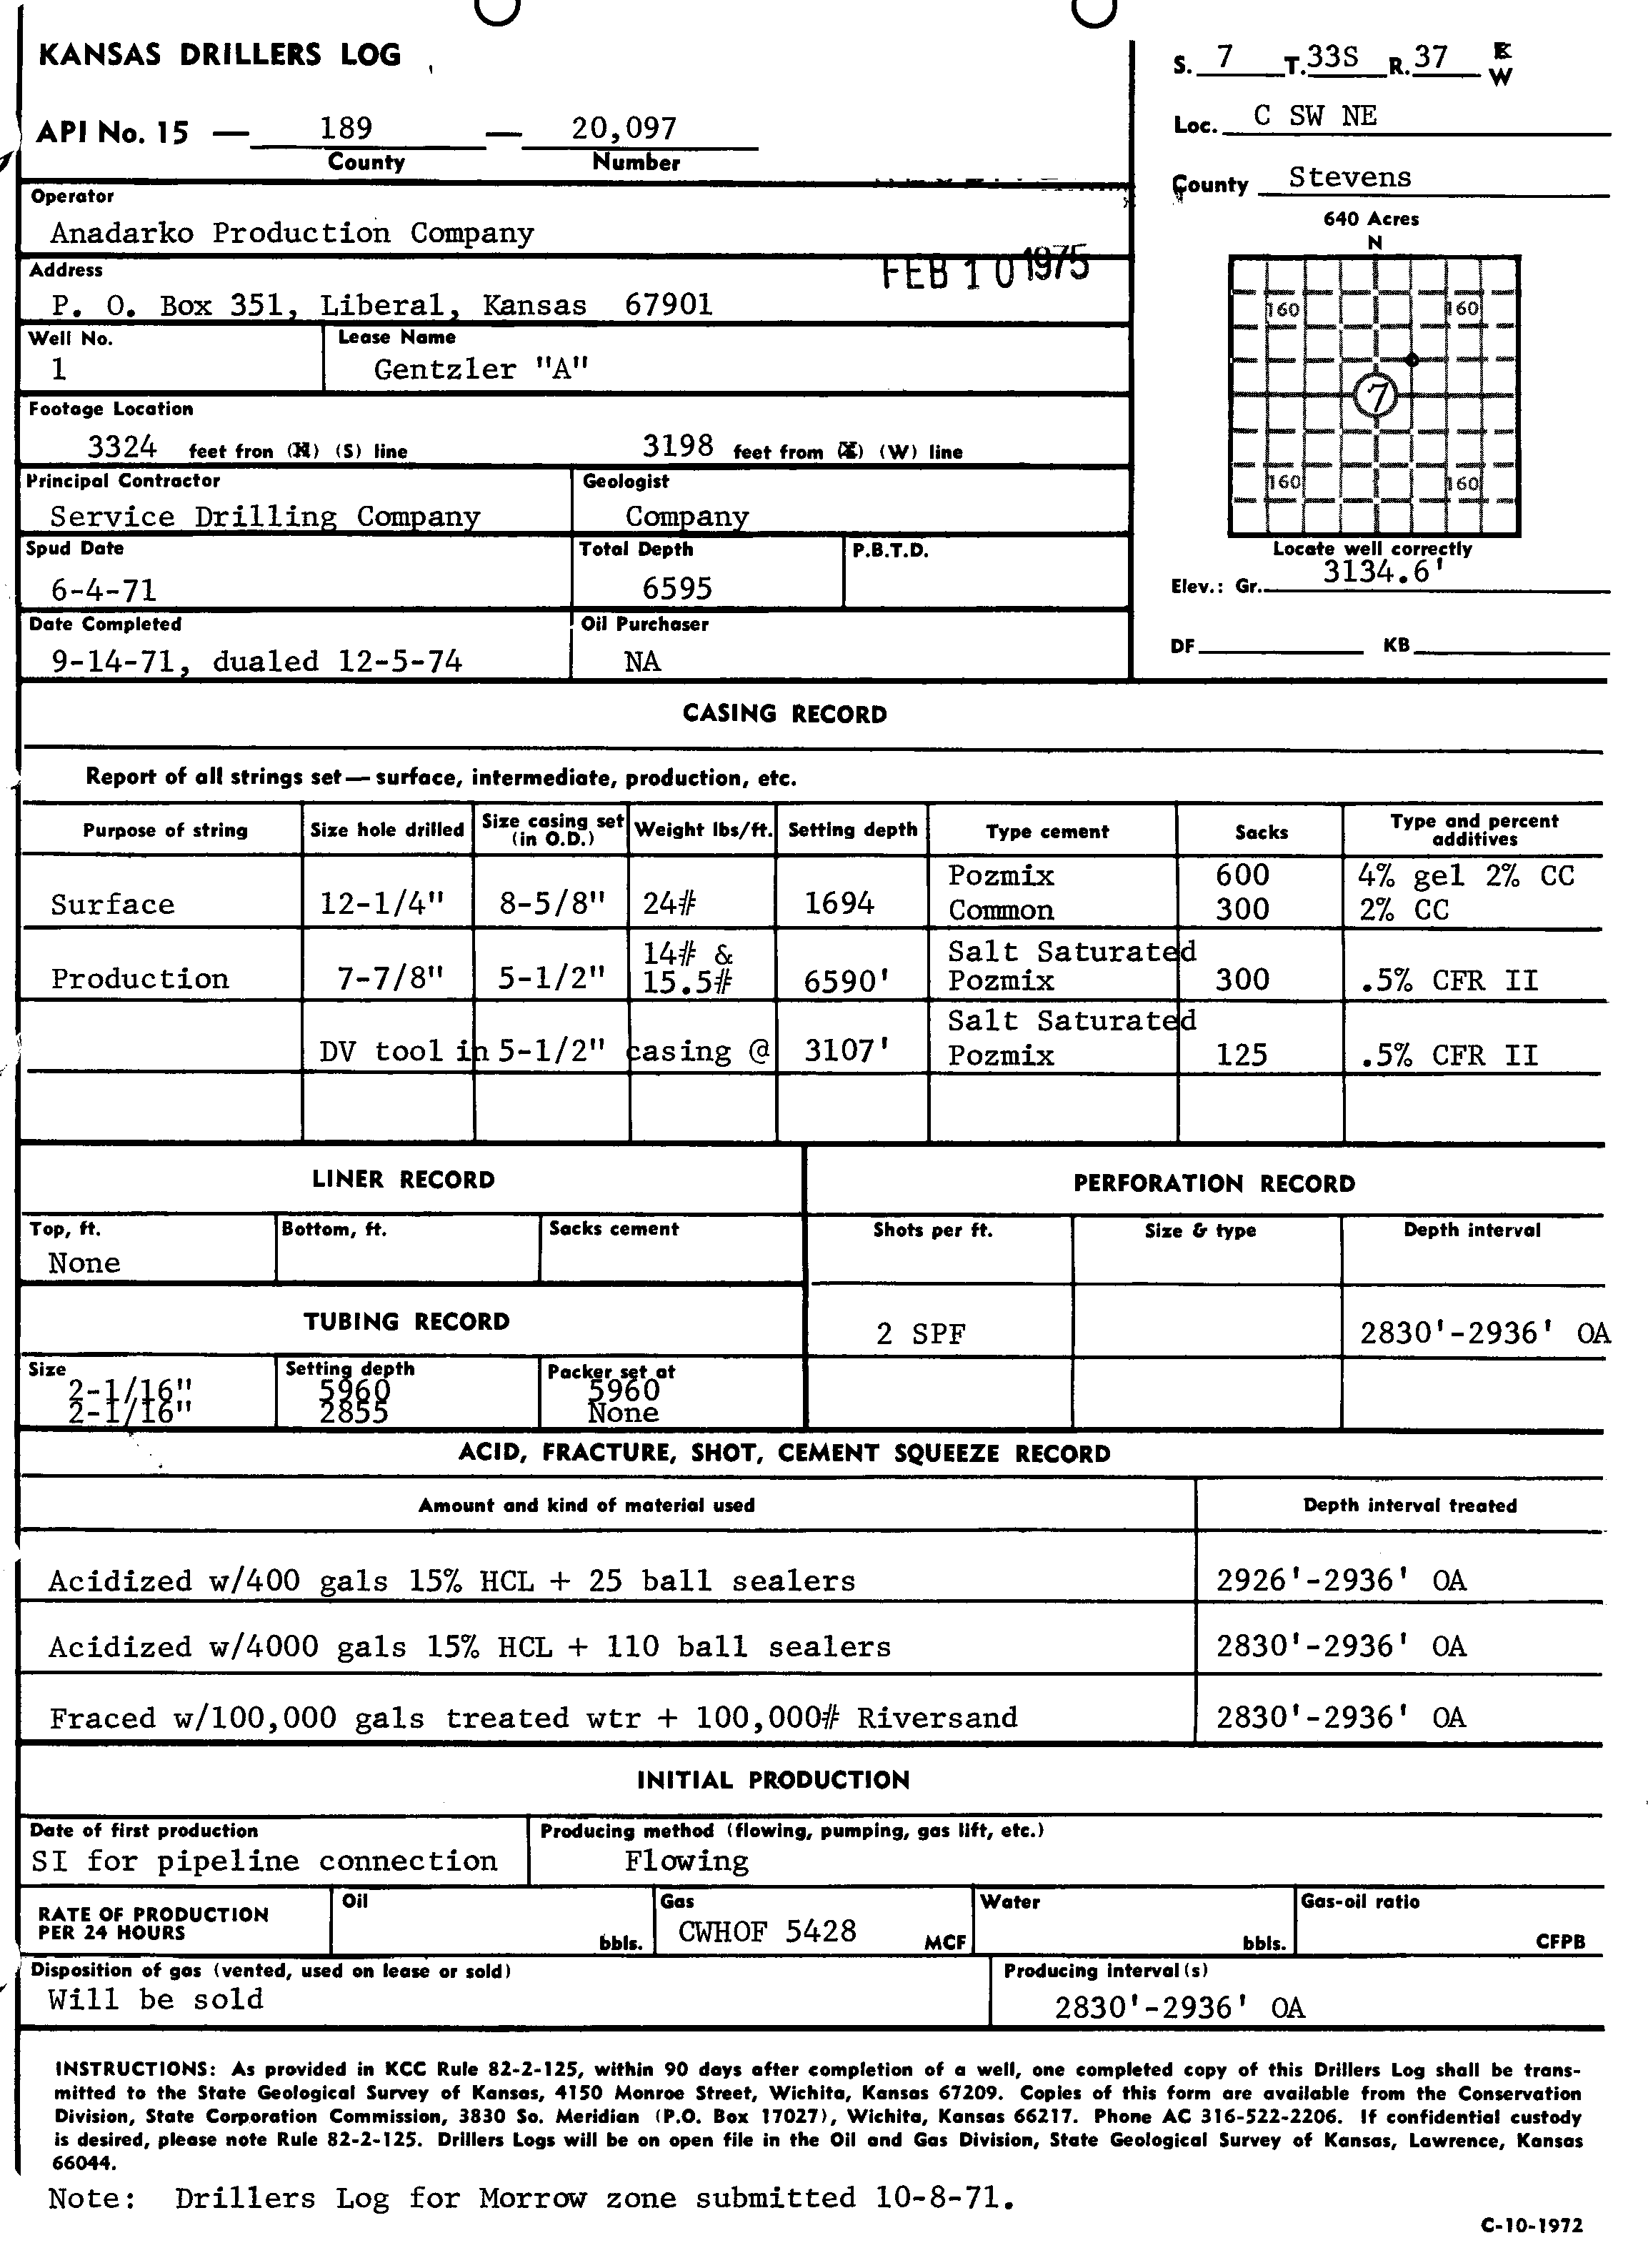 KANSAS DRILLERS LOG
S. 7 T. 33S R. 37 E W
API No. 15 — 189 — 20,097
County Number
Loc. C SW NE
County Stevens
Operator
Anadarko Production Company
640 Acres
N
Address
FEB 10 1975
P. O. Box 351, Liberal, Kansas 67901
160 160
Well No. Lease Name
1 Gentzler "A"
7
Footage Location
3324 feet fron (N) (S) line 3198 feet from (E) (W) line
160 160
Principal Contractor Geologist
Service Drilling Company Company
Spud Date Total Depth P.B.T.D.
6-4-71 6595
Locate well correctly
Elev.: Gr. 3134.6'
Date Completed Oil Purchaser
9-14-71, dualed 12-5-74 NA
DF KB
CASING RECORD
Report of all strings set — surface, intermediate, production, etc.
Purpose of string Size hole drilled Size casing set (in O.D.) Weight lbs/ft. Setting depth Type cement Sacks Type and percent additives
Pozmix 600 4% gel 2% CC
Surface 12-1/4" 8-5/8" 24# 1694 Common 300 2% CC
14# & Salt Saturated
Production 7-7/8" 5-1/2" 15.5# 6590' Pozmix 300 .5% CFR II
Salt Saturated
DV tool in 5-1/2" casing @ 3107' Pozmix 125 .5% CFR II
LINER RECORD
PERFORATION RECORD
Top, ft. Bottom, ft. Sacks cement
Shots per ft. Size & type Depth interval
None
TUBING RECORD
2 SPF 2830'-2936' OA
Size Setting depth Packer set at
2-1/16" 5960 5960
2-1/16" 2855 None
ACID, FRACTURE, SHOT, CEMENT SQUEEZE RECORD
Amount and kind of material used Depth interval treated
Acidized w/400 gals 15% HCL + 25 ball sealers 2926'-2936' OA
Acidized w/4000 gals 15% HCL + 110 ball sealers 2830'-2936' OA
Fraced w/100,000 gals treated wtr + 100,000# Riversand 2830'-2936' OA
INITIAL PRODUCTION
Date of first production Producing method (flowing, pumping, gas lift, etc.)
SI for pipeline connection Flowing
RATE OF PRODUCTION PER 24 HOURS Oil bbls. Gas CWHOF 5428 MCF Water bbls. Gas-oil ratio CFPB
Disposition of gas (vented, used on lease or sold) Producing interval(s)
Will be sold 2830'-2936' OA
INSTRUCTIONS: As provided in KCC Rule 82-2-125, within 90 days after completion of a well, one completed copy of this Drillers Log shall be trans-
mitted to the State Geological Survey of Kansas, 4150 Monroe Street, Wichita, Kansas 67209. Copies of this form are available from the Conservation
Division, State Corporation Commission, 3830 So. Meridian (P.O. Box 17027), Wichita, Kansas 66217. Phone AC 316-522-2206. If confidential custody
is desired, please note Rule 82-2-125. Drillers Logs will be on open file in the Oil and Gas Division, State Geological Survey of Kansas, Lawrence, Kansas
66044.
Note: Drillers Log for Morrow zone submitted 10-8-71.
C-10-1972